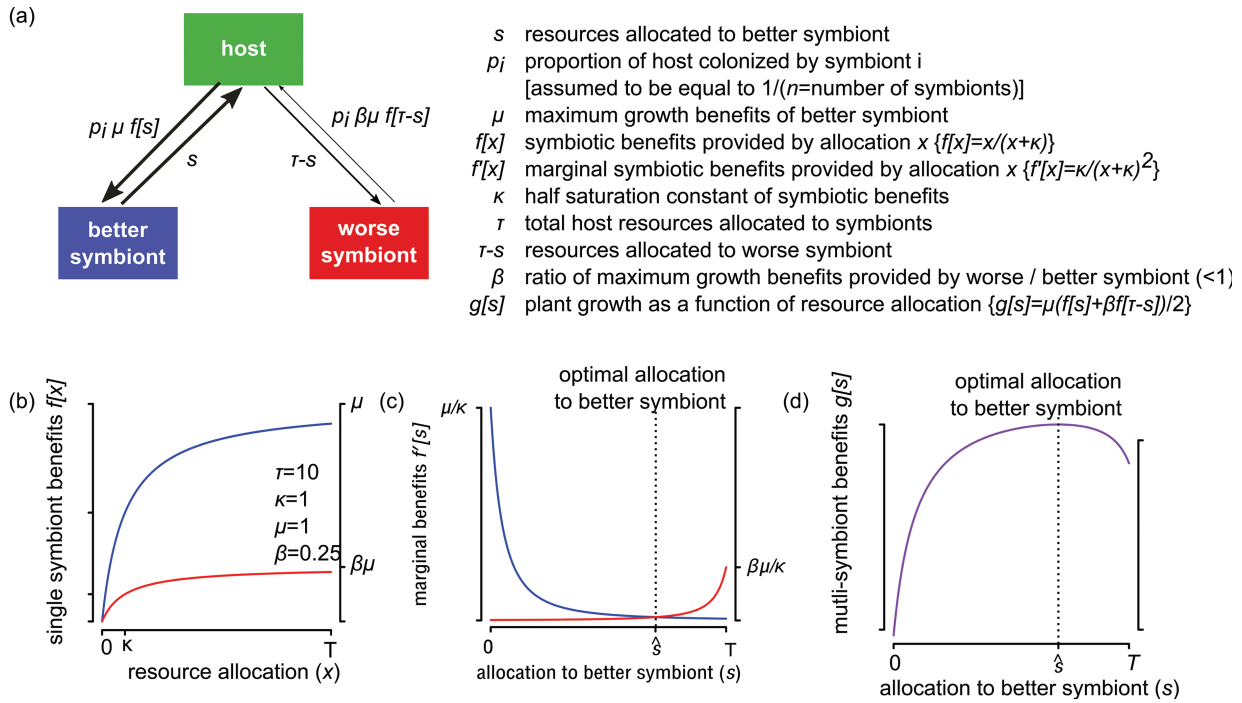 (a)
host
better
symbiont
worse
symbiont
p_i μ f[s]
s
τ-s
p_i βμ f[τ-s]
s resources allocated to better symbiont
p_i proportion of host colonized by symbiont i
[assumed to be equal to 1/(n=number of symbionts)]
μ maximum growth benefits of better symbiont
f[x] symbiotic benefits provided by allocation x {f[x]=x/(x+κ)}
f'[x] marginal symbiotic benefits provided by allocation x {f'[x]=κ/(x+κ)²}
κ half saturation constant of symbiotic benefits
τ total host resources allocated to symbionts
τ-s resources allocated to worse symbiont
β ratio of maximum growth benefits provided by worse / better symbiont (<1)
g[s] plant growth as a function of resource allocation {g[s]=μ(f[s]+βf[τ-s])/2}
(b)
single symbiont benefits f[x]
μ
βμ
τ=10
κ=1
μ=1
β=0.25
0
κ
T
resource allocation (x)
(c)
optimal allocation
to better symbiont
marginal benefits f'[s]
μ/κ
βμ/κ
0
ŝ
T
allocation to better symbiont (s)
(d)
optimal allocation
to better symbiont
mutli-symbiont benefits g[s]
0
ŝ
T
allocation to better symbiont (s)